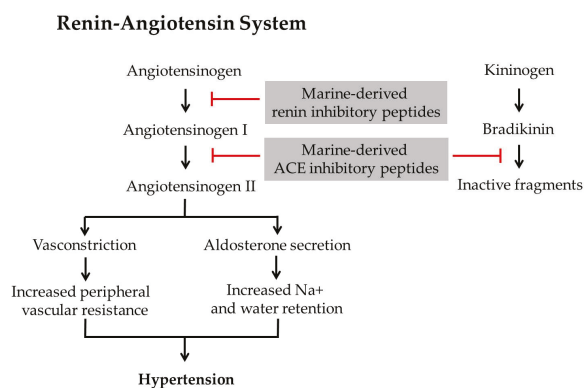 Renin-Angiotensin System
Angiotensinogen
Kininogen
Marine-derived
renin inhibitory peptides
Angiotensinogen I
Bradikinin
Marine-derived
ACE inhibitory peptides
Angiotensinogen II
Inactive fragments
Vasconstriction
Aldosterone secretion
Increased peripheral
vascular resistance
Increased Na+
and water retention
Hypertension